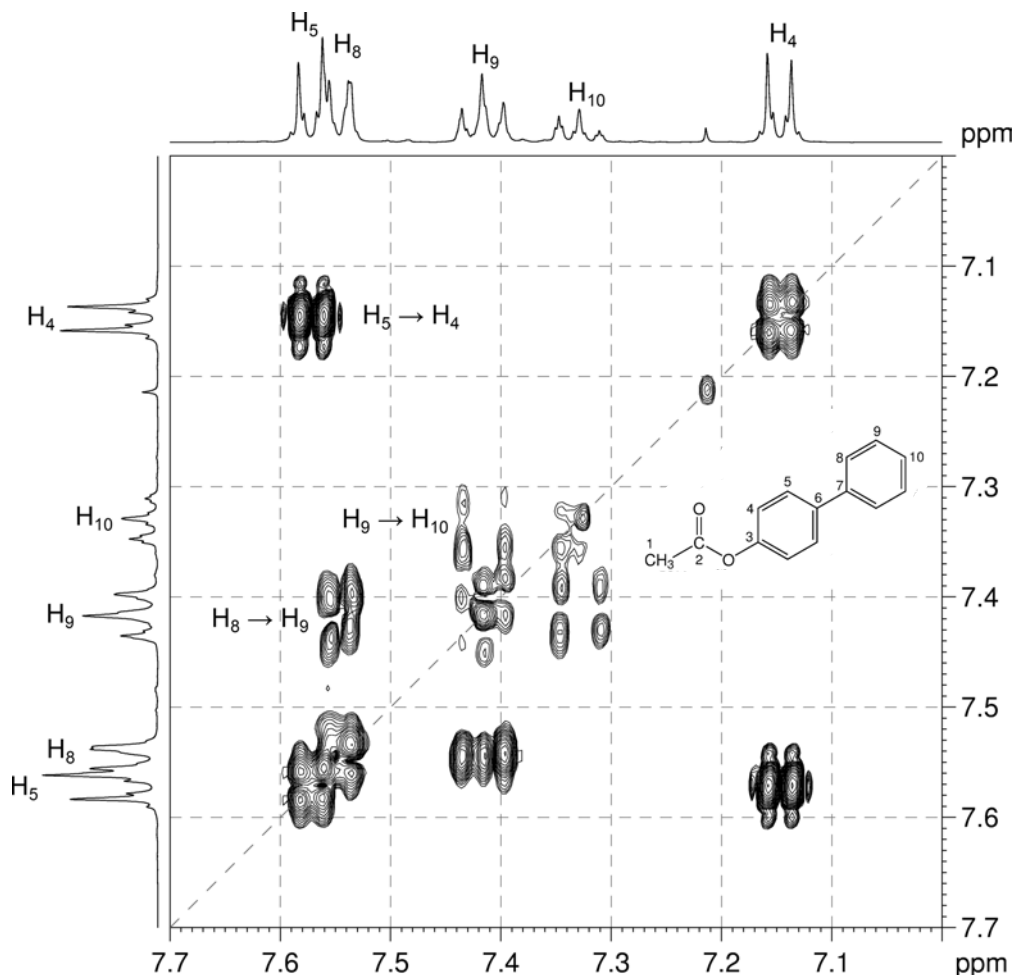 H₅
H₈
H₉
H₁₀
H₄
ppm
7.1
H₄
H₅ → H₄
7.2
9
8
10
7.3
5
7
H₁₀
H₉ → H₁₀
4
6
O
3
1
7.4
CH₃
2
O
H₉
H₈ → H₉
7.5
H₈
H₅
7.6
7.7
7.7
7.6
7.5
7.4
7.3
7.2
7.1
ppm